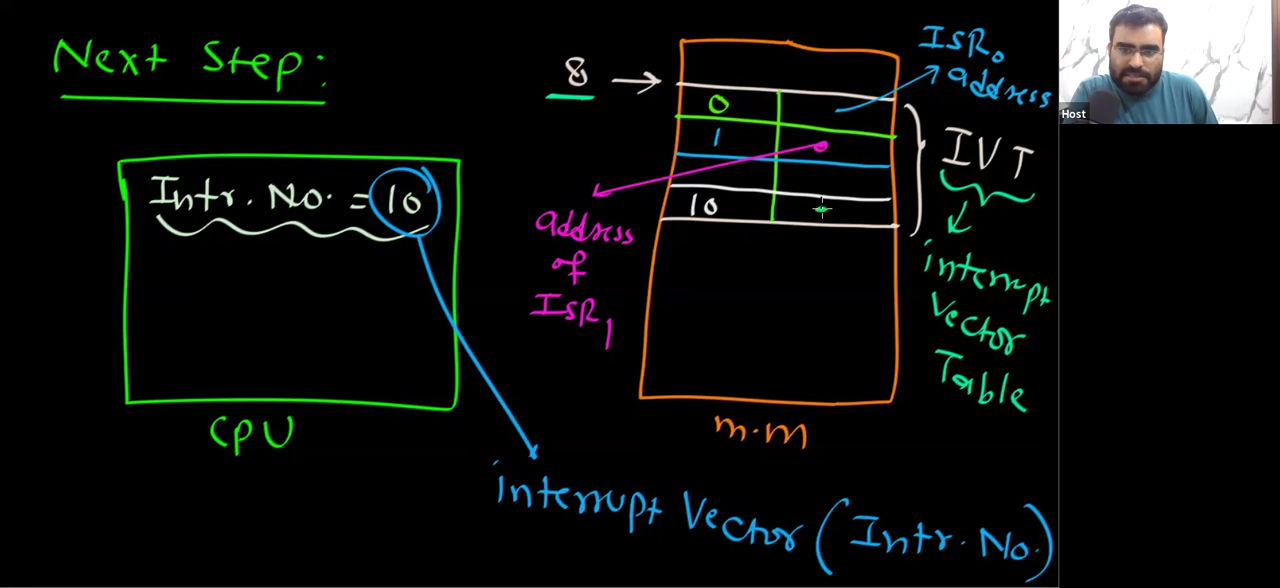 Next Step:
Intr. No. = 10
CPU
8 →
0
1
10
m.m
ISR0
address
address
of
ISR1
IVT
interrupt
Vector
Table
interrupt Vector (Intr. No.)
Host